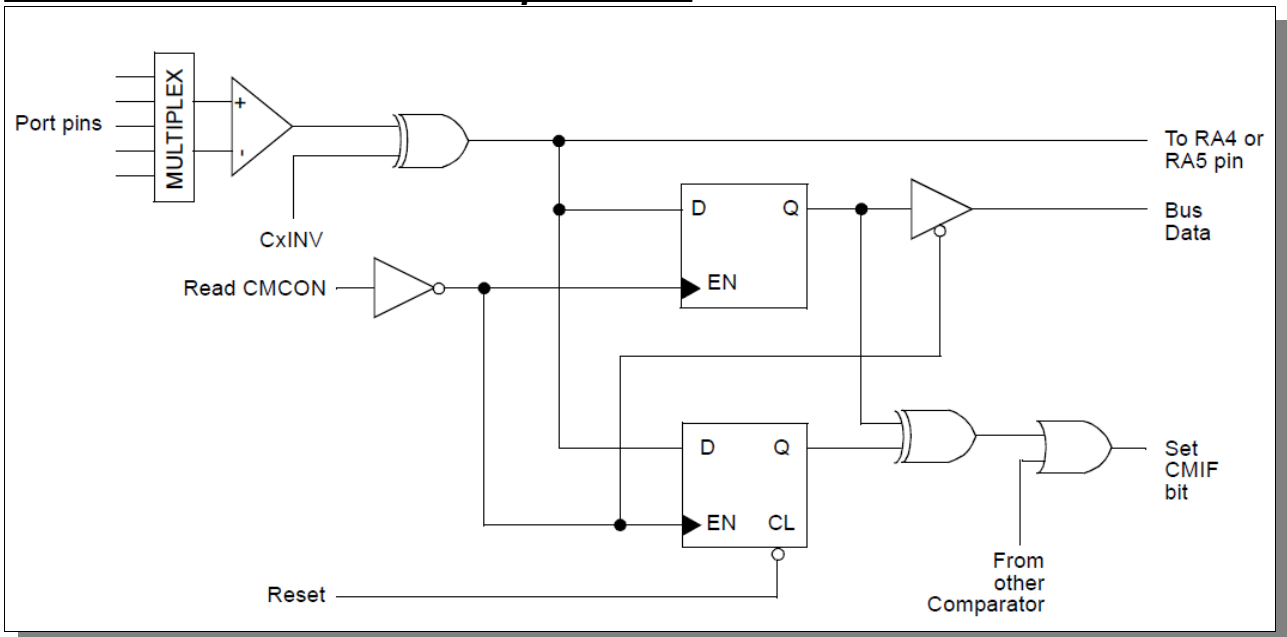 MULTIPLEX
+
-
Port pins
To RA4 or
RA5 pin
D
Q
Bus
Data
CxINV
Read CMCON
EN
D
Q
Set
CMIF
bit
EN
CL
From
other
Comparator
Reset